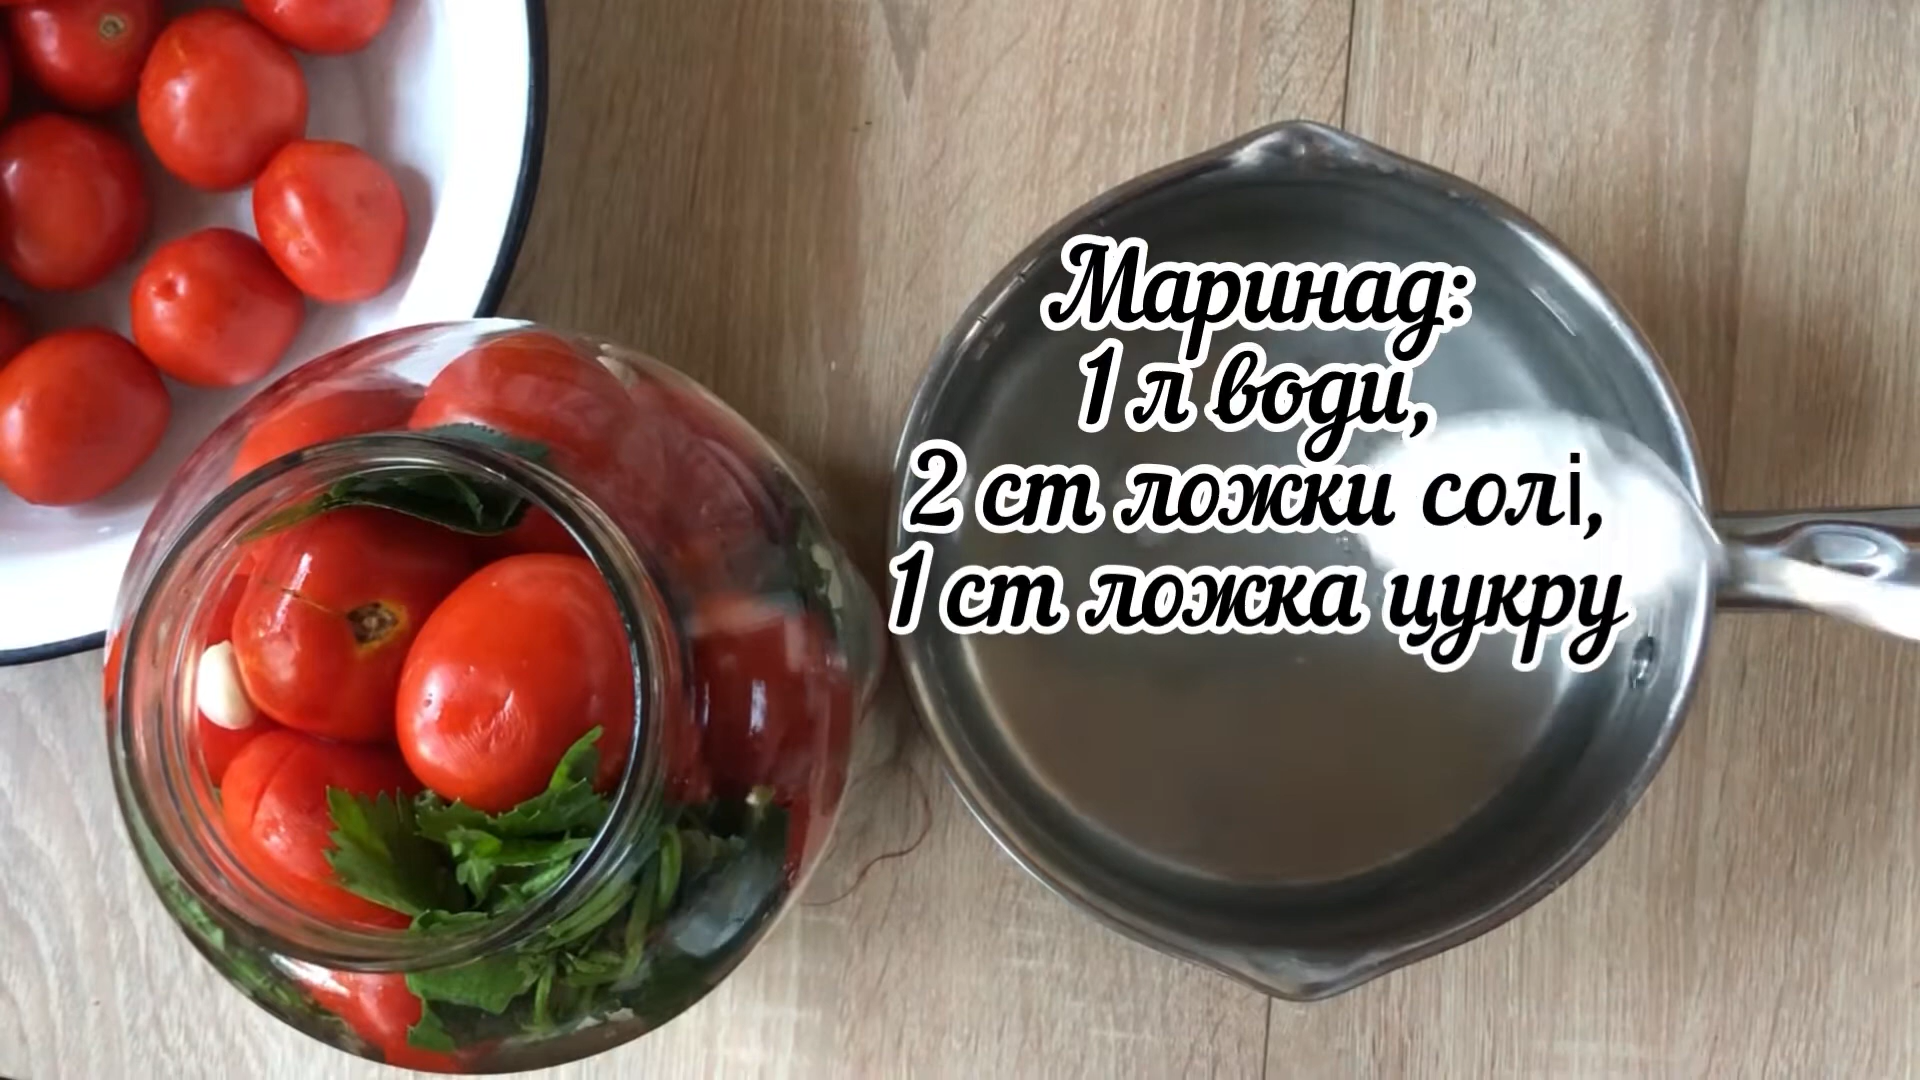 Маринад:
1 л води,
2 ст ложки солі,
1 ст ложка цукру